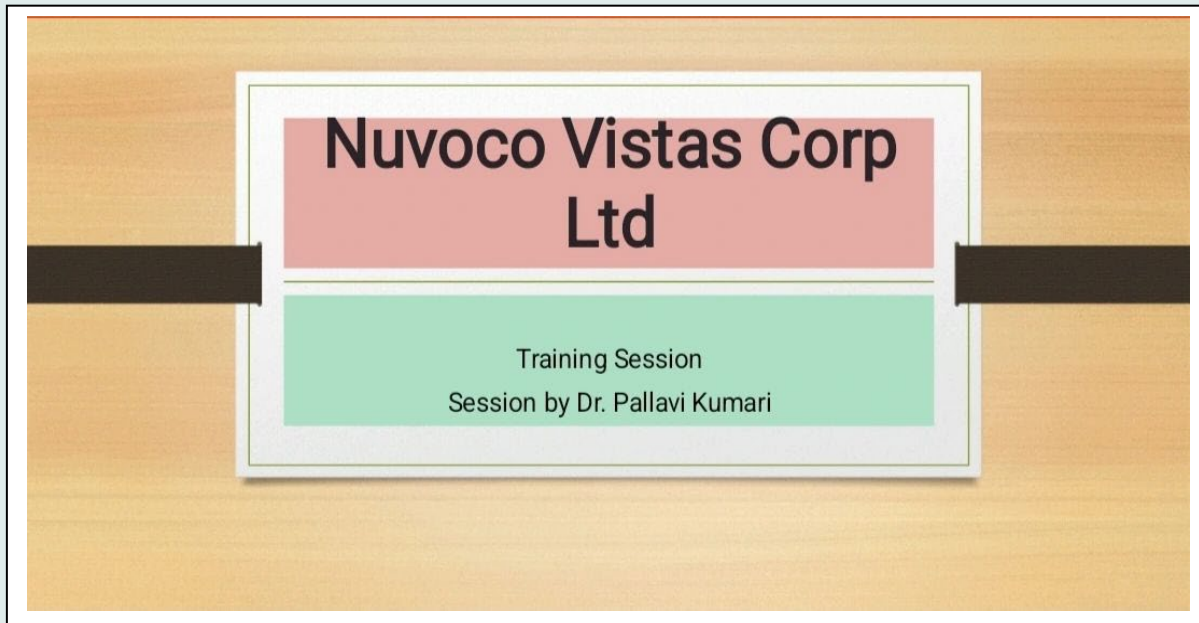 Nuvoco Vistas Corp
Ltd
Training Session
Session by Dr. Pallavi Kumari